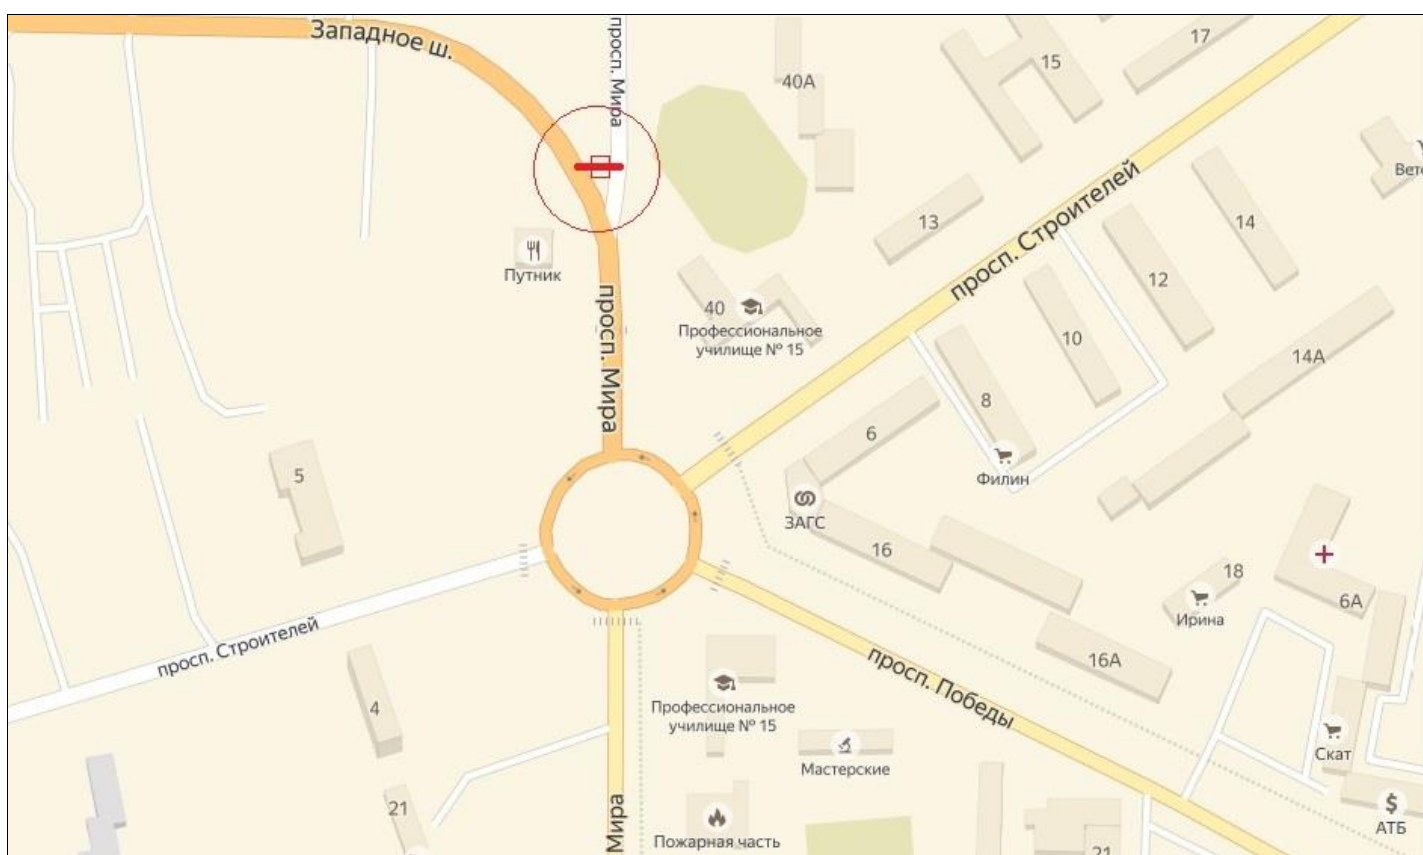 Западное ш.
просп. Мира
40А
15
17
13
14
12
10
14А
8
6
Путник
просп. Мира
40
Профессиональное
училище № 15
просп. Строителей
Филин
ЗАГС
16
5
18
Ирина
6А
16А
просп. Строителей
4
Профессиональное
училище № 15
просп. Победы
Мастерские
Скат
21
Мира
Пожарная часть
$
АТБ
21